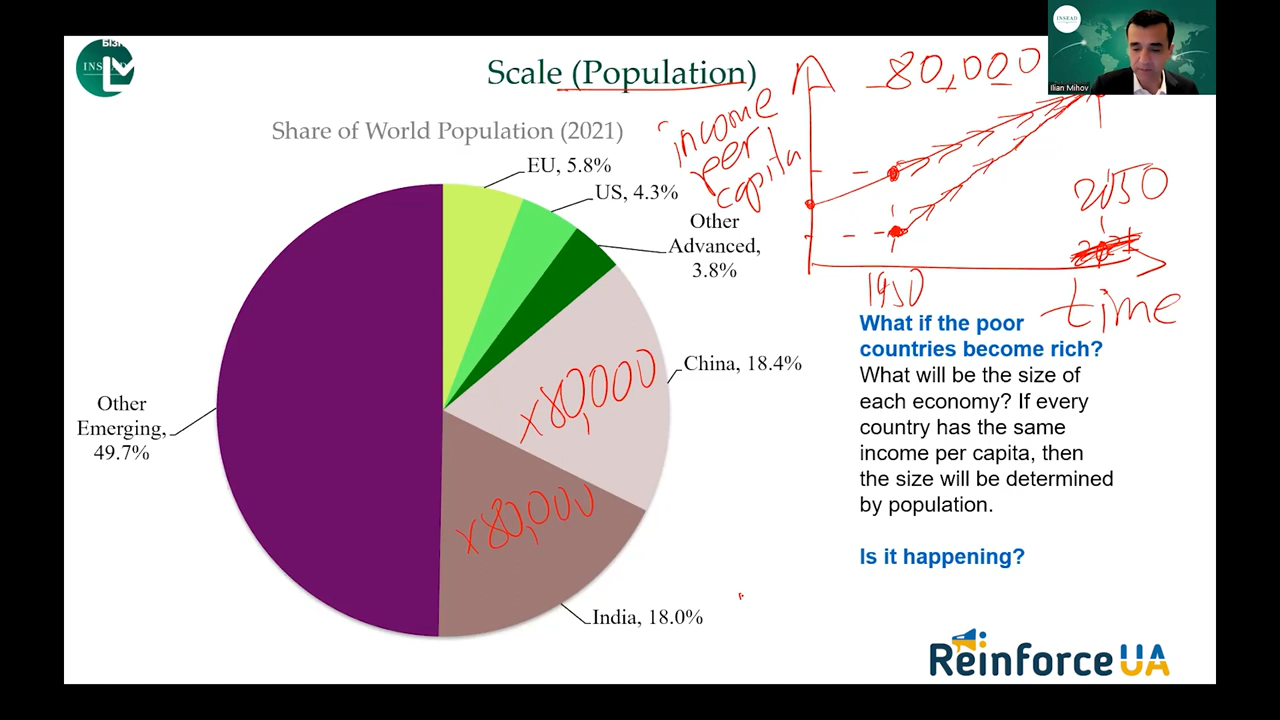 БІЗН
INS
INSEAD
Ilian Mihov
Scale (Population)
80,000
income
per
capita
Share of World Population (2021)
EU, 5.8%
US, 4.3%
Other
Advanced,
3.8%
China, 18.4%
India, 18.0%
Other
Emerging,
49.7%
x80,000
x80,000
2050
1950
time
What if the poor
countries become rich?
What will be the size of
each economy? If every
country has the same
income per capita, then
the size will be determined
by population.
Is it happening?
Reinforce UA